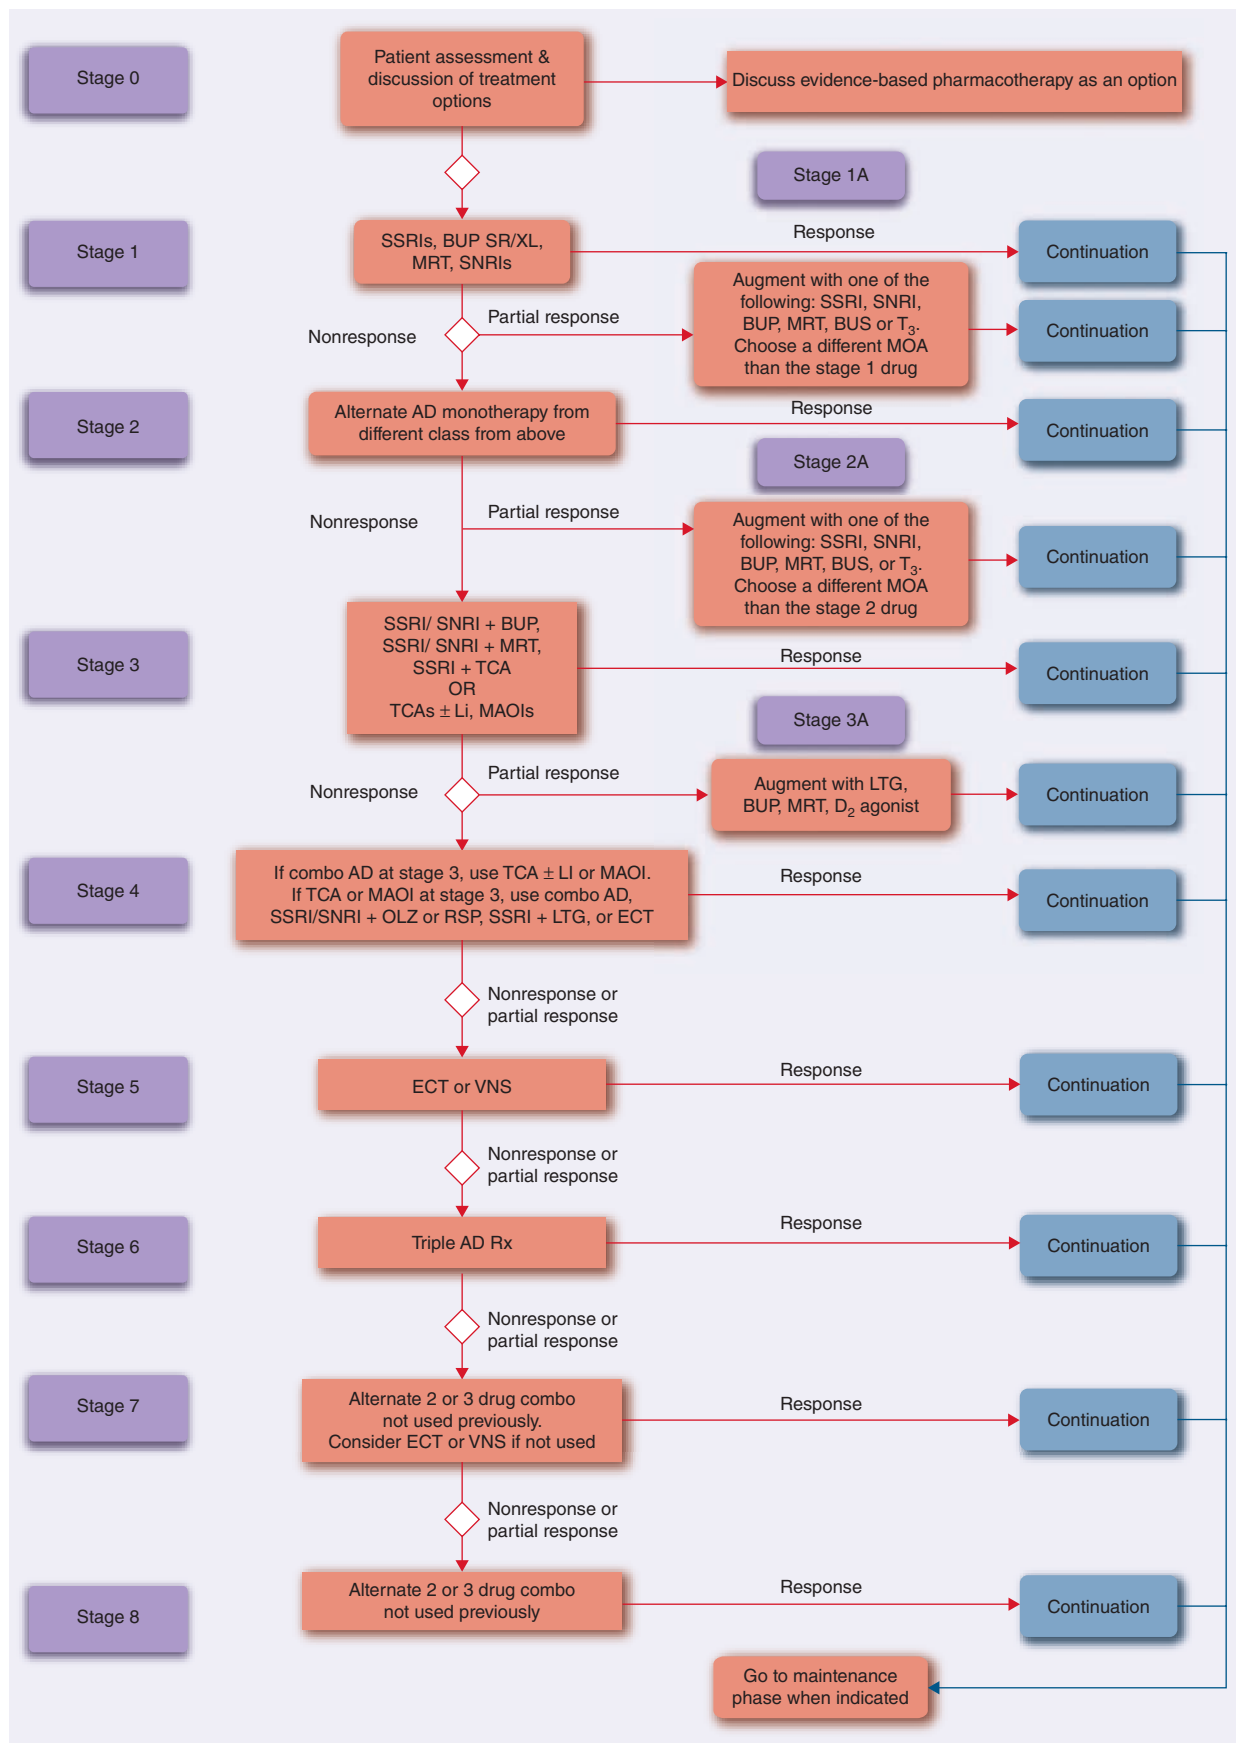 Stage 0
Patient assessment &
discussion of treatment
options
Discuss evidence-based pharmacotherapy as an option
Stage 1A
Stage 1
SSRIs, BUP SR/XL,
MRT, SNRIs
Response
Continuation
Nonresponse
Partial response
Augment with one of the
following: SSRI, SNRI,
BUP, MRT, BUS or T₃.
Choose a different MOA
than the stage 1 drug
Continuation
Stage 2
Alternate AD monotherapy from
different class from above
Response
Continuation
Stage 2A
Nonresponse
Partial response
Augment with one of the
following: SSRI, SNRI,
BUP, MRT, BUS, or T₃.
Choose a different MOA
than the stage 2 drug
Continuation
Stage 3
SSRI/ SNRI + BUP,
SSRI/ SNRI + MRT,
SSRI + TCA
OR
TCAs ± Li, MAOIs
Response
Continuation
Stage 3A
Nonresponse
Partial response
Augment with LTG,
BUP, MRT, D₂ agonist
Continuation
Stage 4
If combo AD at stage 3, use TCA ± LI or MAOI.
If TCA or MAOI at stage 3, use combo AD,
SSRI/SNRI + OLZ or RSP, SSRI + LTG, or ECT
Response
Continuation
Nonresponse or
partial response
Stage 5
ECT or VNS
Response
Continuation
Nonresponse or
partial response
Stage 6
Triple AD Rx
Response
Continuation
Nonresponse or
partial response
Stage 7
Alternate 2 or 3 drug combo
not used previously.
Consider ECT or VNS if not used
Response
Continuation
Nonresponse or
partial response
Stage 8
Alternate 2 or 3 drug combo
not used previously
Response
Continuation
Go to maintenance
phase when indicated